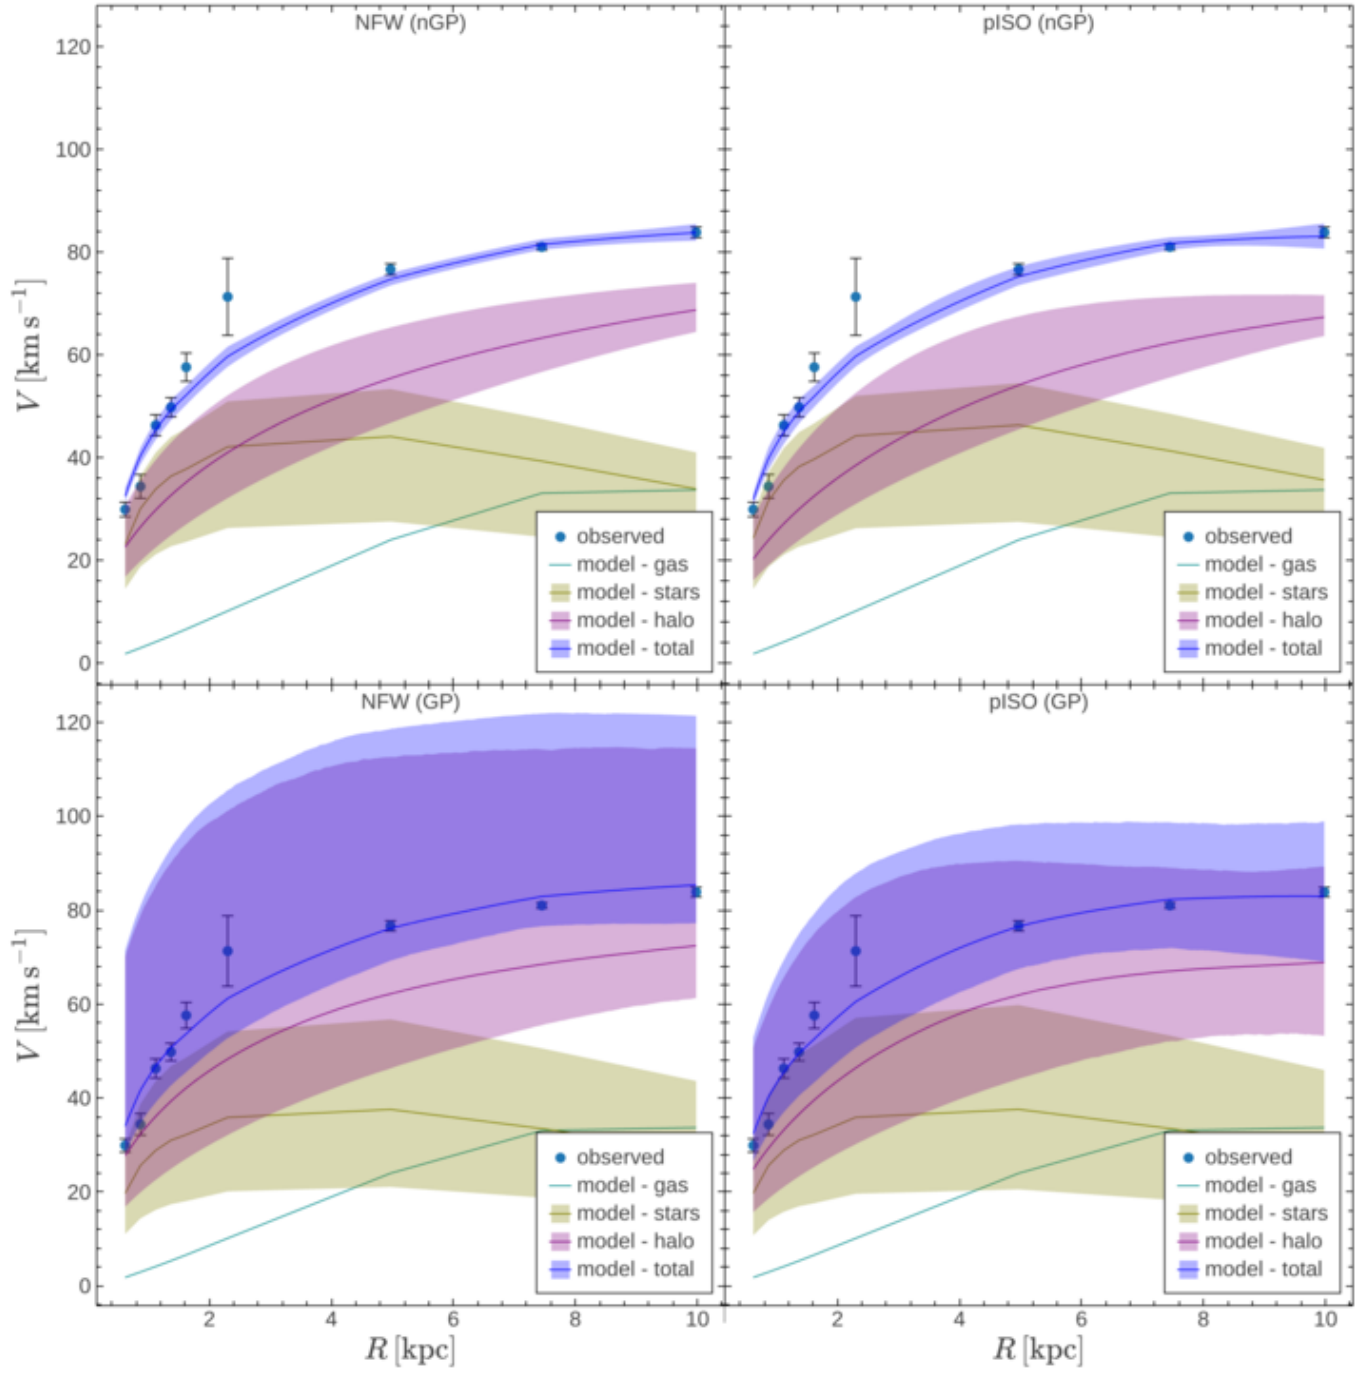 NFW (nGP)
pISO (nGP)
120
100
80
60
40
20
0
V [km s⁻¹]
observed
model - gas
model - stars
model - halo
model - total
observed
model - gas
model - stars
model - halo
model - total
NFW (GP)
pISO (GP)
120
100
80
60
40
20
0
V [km s⁻¹]
observed
model - gas
model - stars
model - halo
model - total
observed
model - gas
model - stars
model - halo
model - total
2 4 6 8 10
2 4 6 8 10
R [kpc]
R [kpc]